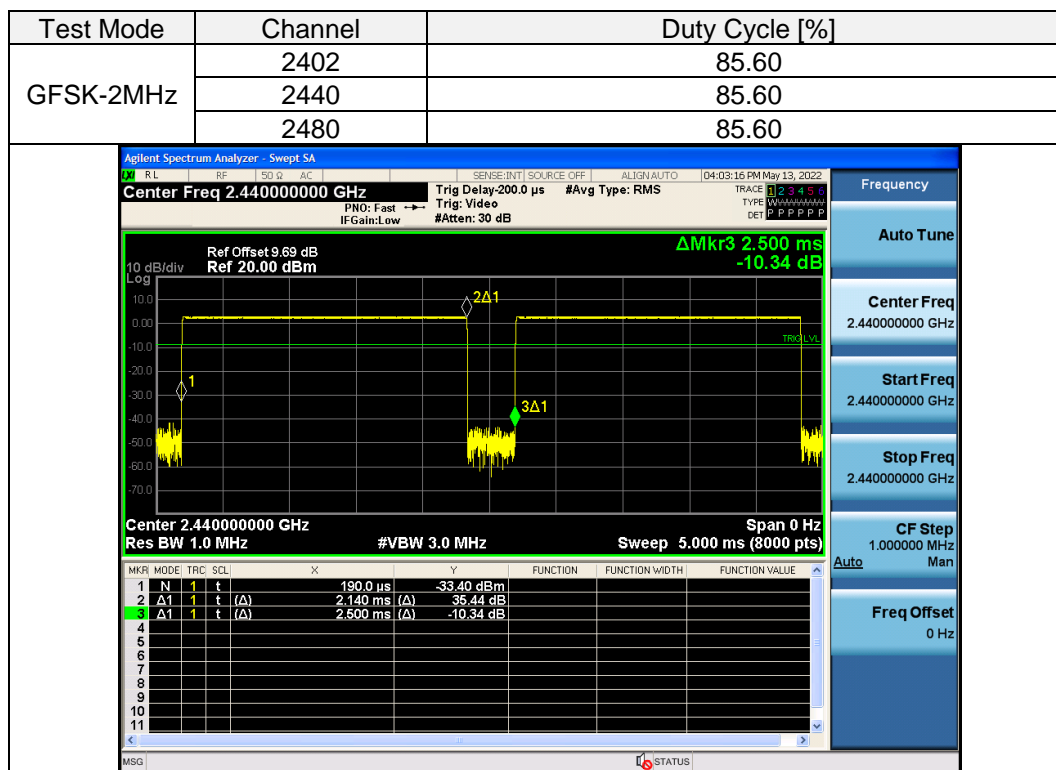 Test Mode Channel Duty Cycle [%]
GFSK-2MHz
2402 85.60
2440 85.60
2480 85.60
Agilent Spectrum Analyzer - Swept SA
LXI RL RF 50 Ω AC SENSE:INT SOURCE OFF ALIGN AUTO 04:03:16 PM May 13, 2022
Center Freq 2.440000000 GHz
PNO: Fast
IFGain:Low
Trig Delay-200.0 µs #Avg Type: RMS
Trig: Video
#Atten: 30 dB
TRACE 1 2 3 4 5 6
TYPE
DET P P P P P P
ΔMkr3 2.500 ms
-10.34 dB
Ref Offset 9.69 dB
10 dB/div Ref 20.00 dBm
Log
10.0
0.00
-10.0
-20.0
-30.0
-40.0
-50.0
-60.0
-70.0
1
2Δ1
3Δ1
TRIG LVL
Center 2.440000000 GHz Span 0 Hz
Res BW 1.0 MHz #VBW 3.0 MHz Sweep 5.000 ms (8000 pts)
MKR MODE TRC SCL X Y FUNCTION FUNCTION WIDTH FUNCTION VALUE
1 N 1 t 190.0 µs -33.40 dBm
2 Δ1 1 t (Δ) 2.140 ms (Δ) 35.44 dB
3 Δ1 1 t (Δ) 2.500 ms (Δ) -10.34 dB
4
5
6
7
8
9
10
11
MSG STATUS
Frequency
Auto Tune
Center Freq
2.440000000 GHz
Start Freq
2.440000000 GHz
Stop Freq
2.440000000 GHz
CF Step
1.000000 MHz
Auto Man
Freq Offset
0 Hz